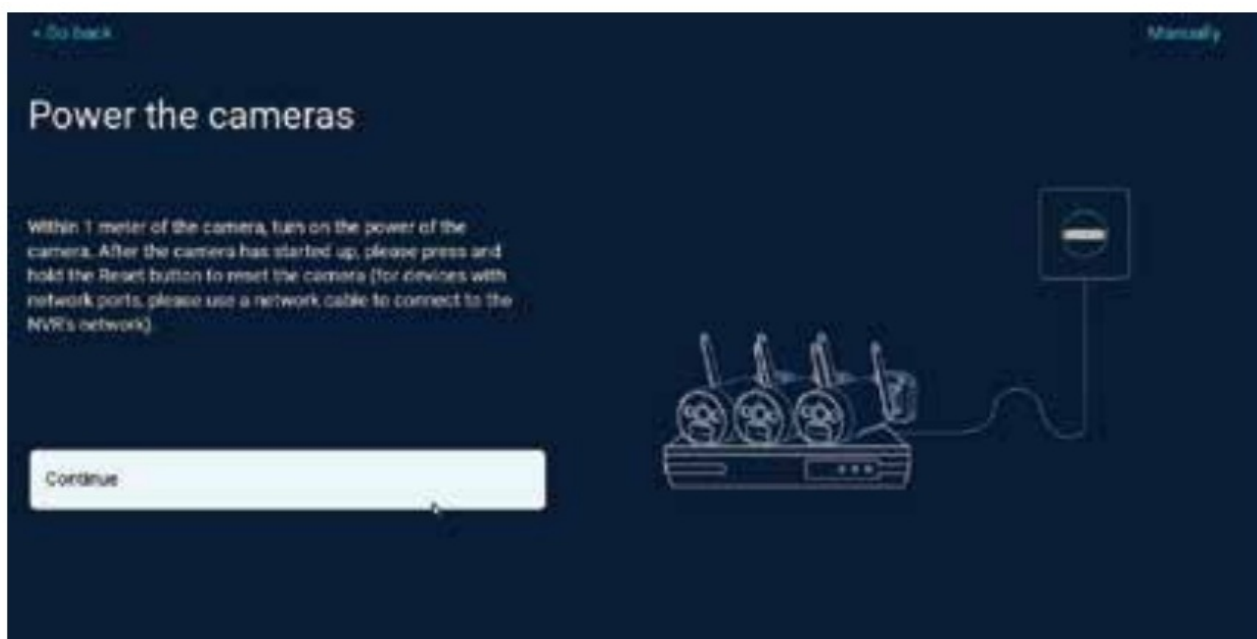 < Go back
Manually
Power the cameras
Within 1 meter of the camera, turn on the power of the
camera. After the camera has started up, please press and
hold the Reset button to reset the camera (for devices with
network ports, please use a network cable to connect to the
NVR's network)
Continue